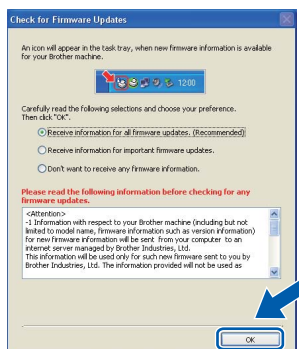 Check for Firmware Updates
An icon will appear in the task tray, when new firmware information is available
for your Brother machine.
12:00
Carefully read the following selections and choose your preference.
Then click "OK".
Receive information for all firmware updates. (Recommended)
Receive information for important firmware updates.
Don't want to receive any firmware information.
Please read the following information before checking for any
firmware updates.
<Attention>
-1 Information with respect to your Brother machine (induding but not
limited to model name, firmware information such as version information)
for new firmware information will be sent from your computer to an
internet server managed by Brother Industries, Ltd.
This information will be used only for such new firmware sent to you by
Brother Industries, Ltd. The information provided will not be used as
OK